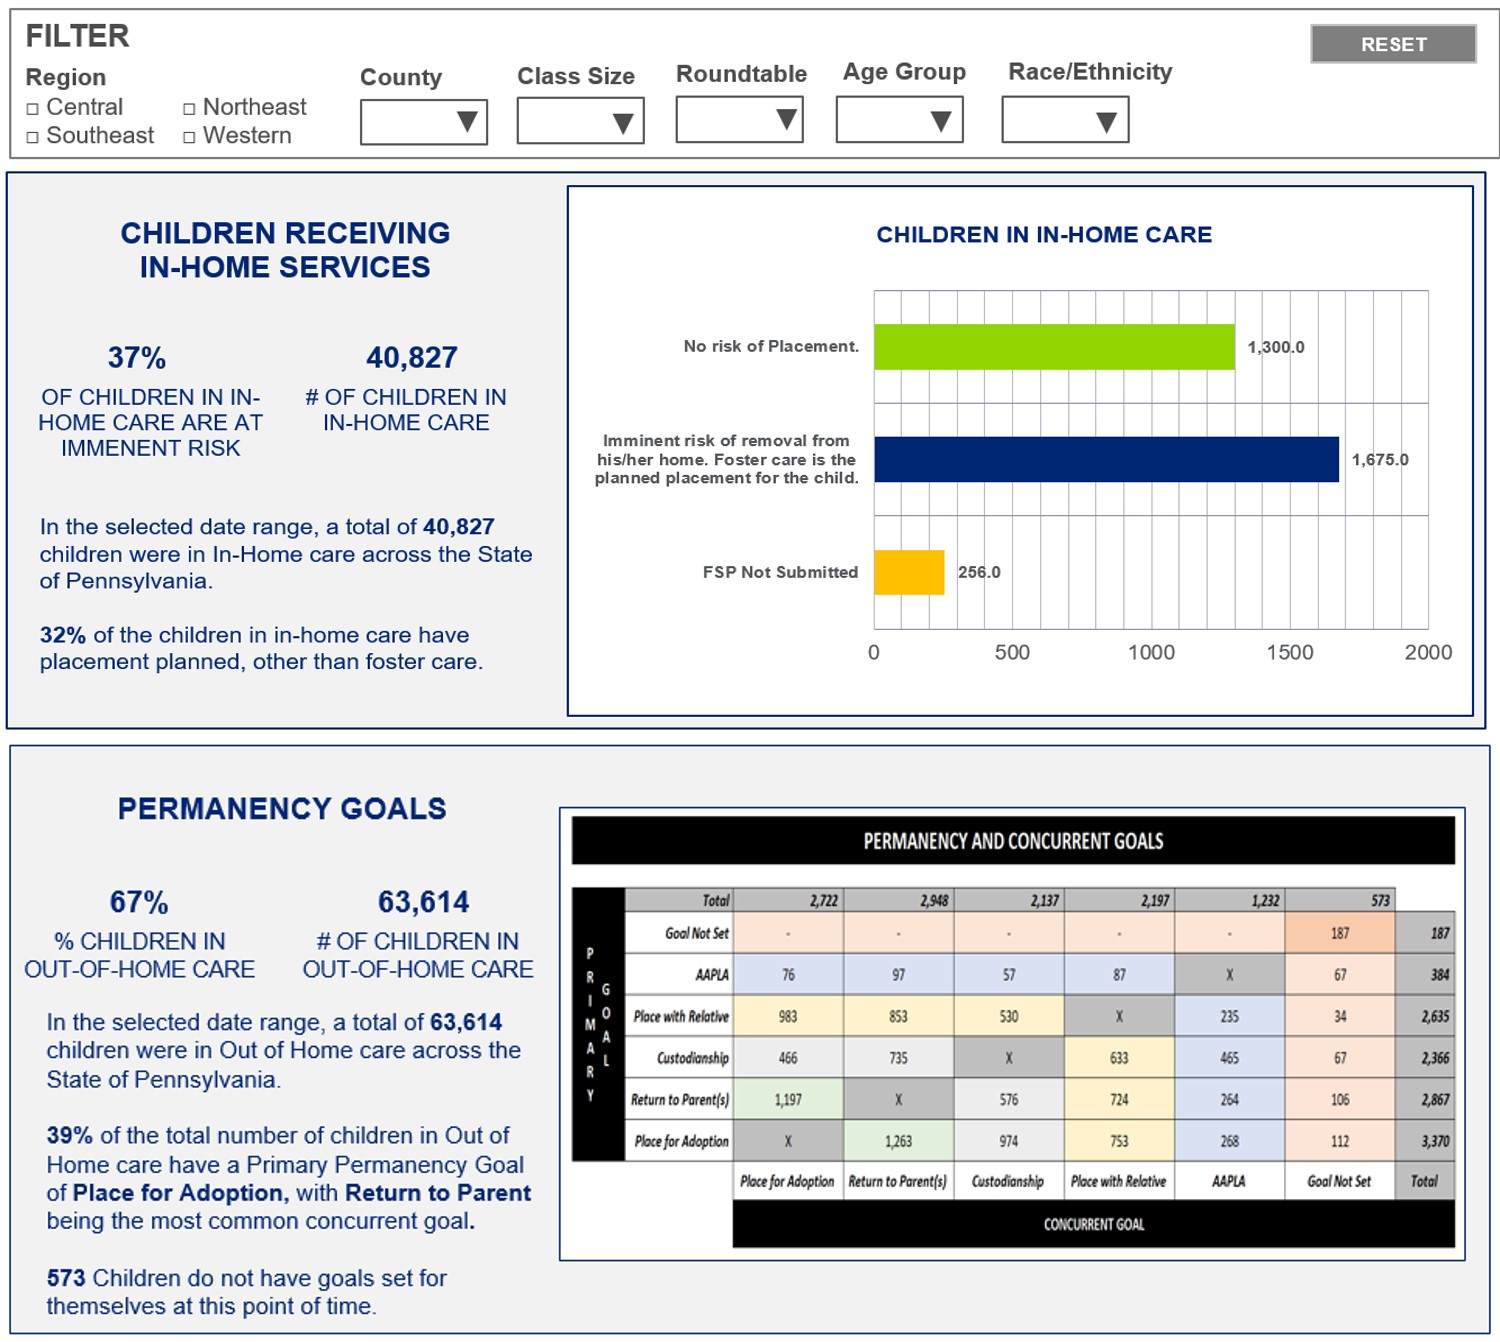 FILTER
RESET
Region
□ Central
□ Northeast
□ Southeast
□ Western
County
Class Size
Roundtable
Age Group
Race/Ethnicity
CHILDREN RECEIVING
IN-HOME SERVICES
37%
OF CHILDREN IN IN-
HOME CARE ARE AT
IMMENENT RISK
40,827
# OF CHILDREN IN
IN-HOME CARE
In the selected date range, a total of 40,827
children were in In-Home care across the State
of Pennsylvania.
32% of the children in in-home care have
placement planned, other than foster care.
CHILDREN IN IN-HOME CARE
No risk of Placement.
1,300.0
Imminent risk of removal from
his/her home. Foster care is the
planned placement for the child.
1,675.0
FSP Not Submitted
256.0
0 500 1000 1500 2000
PERMANENCY GOALS
67%
% CHILDREN IN
OUT-OF-HOME CARE
63,614
# OF CHILDREN IN
OUT-OF-HOME CARE
In the selected date range, a total of 63,614
children were in Out of Home care across the
State of Pennsylvania.
39% of the total number of children in Out of
Home care have a Primary Permanency Goal
of Place for Adoption, with Return to Parent
being the most common concurrent goal.
573 Children do not have goals set for
themselves at this point of time.
PERMANENCY AND CONCURRENT GOALS
PRIMARY
GOAL
Total 2,722 2,948 2,137 2,197 1,232 573
Goal Not Set - - - - - 187 187
AAPLA 76 97 57 87 X 67 384
Place with Relative 983 853 530 X 235 34 2,635
Custodianship 466 735 X 633 465 67 2,366
Return to Parent(s) 1,197 X 576 724 264 106 2,867
Place for Adoption X 1,263 974 753 268 112 3,370
Place for Adoption Return to Parent(s) Custodianship Place with Relative AAPLA Goal Not Set Total
CONCURRENT GOAL